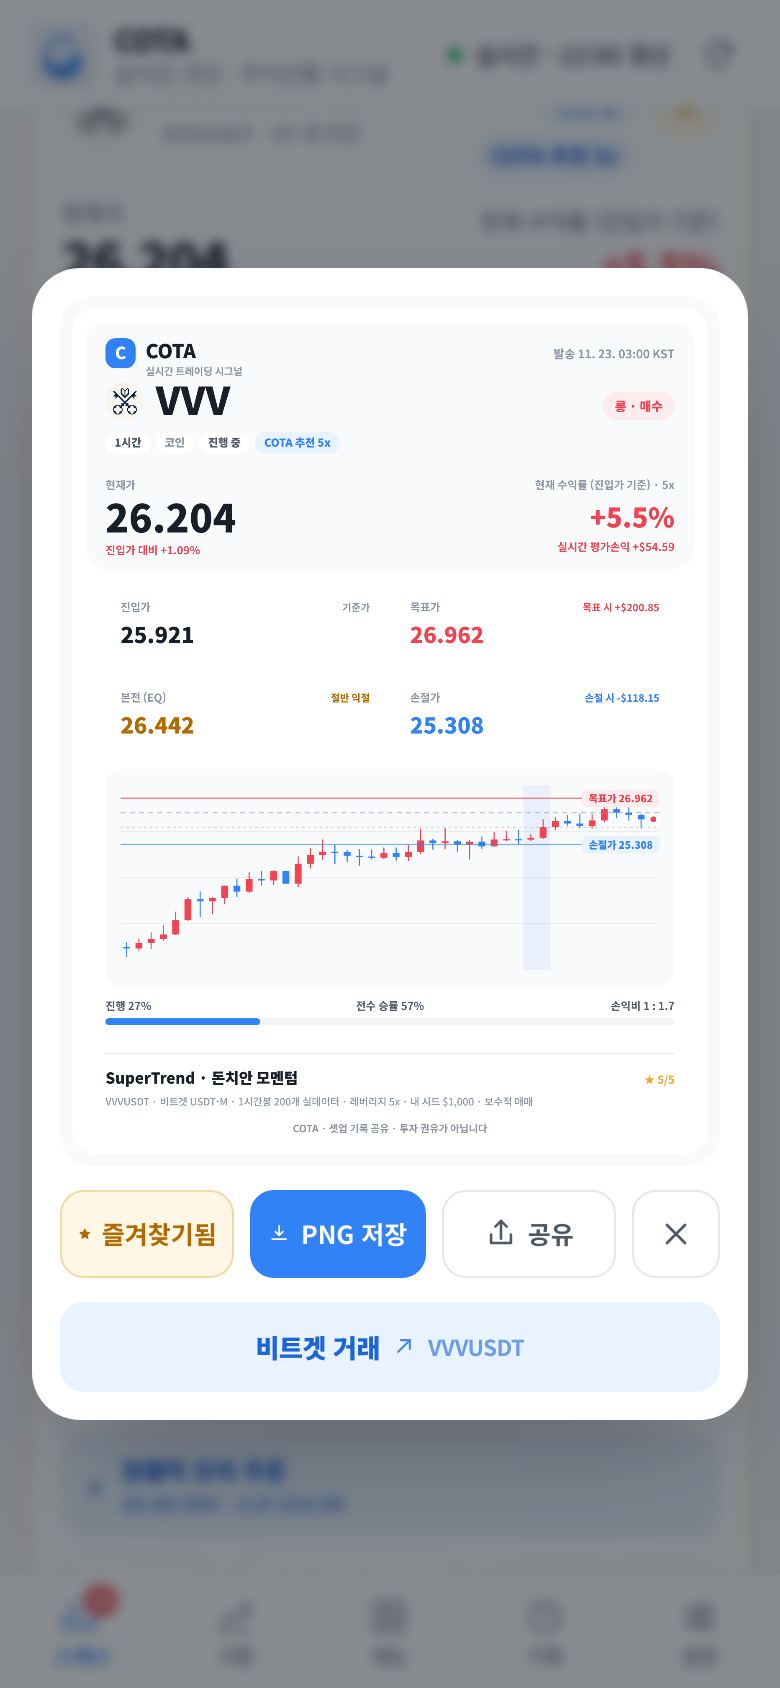 COTA
26.204
C COTA
실시간 트레이딩 시그널
발송 11. 23. 03:00 KST
VVV
롱 · 매수
1시간 코인 진행 중 COTA 추천 5x
현재가
현재 수익률 (진입가 기준) · 5x
26.204
+5.5%
진입가 대비 +1.09%
실시간 평가손익 +$54.59
진입가 기준가
25.921
목표가 목표 시 +$200.85
26.962
본전 (EQ) 절반 익절
26.442
손절가 손절 시 -$118.15
25.308
목표가 26.962
손절가 25.308
진행 27% 전수 승률 57% 손익비 1 : 1.7
SuperTrend · 돈치안 모멘텀
★ 5/5
VVVUSDT · 비트겟 USDT-M · 1시간봉 200개 실데이터 · 레버리지 5x · 내 시드 $1,000 · 보수적 매매
COTA · 셋업 기록 공유 · 투자 권유가 아닙니다
★ 즐겨찾기됨
PNG 저장
공유
비트겟 거래 ↗ VVVUSDT